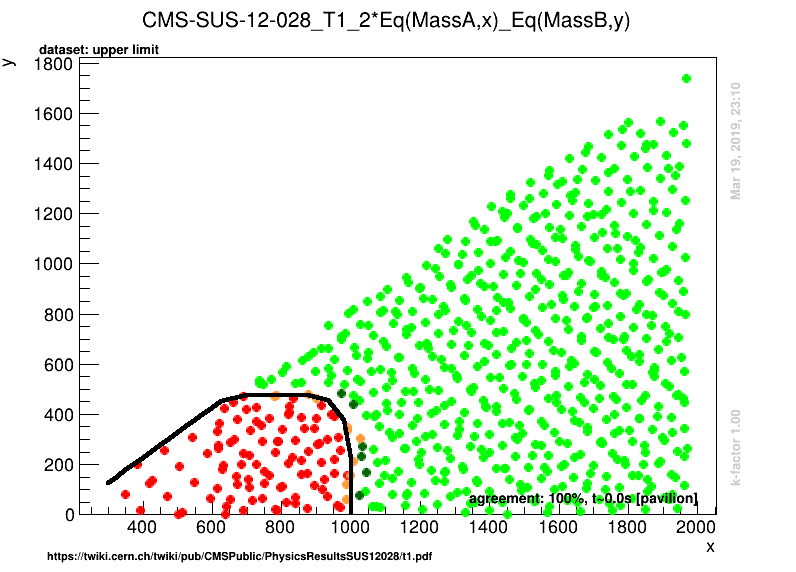 CMS-SUS-12-028_T1_2*Eq(MassA,x)_Eq(MassB,y)
dataset: upper limit
y
1800
1600
1400
1200
1000
800
600
400
200
0
400 600 800 1000 1200 1400 1600 1800 2000
x
agreement: 100%, t~0.0s [pavilion]
Mar 19, 2019, 23:10
k-factor 1.00
https://twiki.cern.ch/twiki/pub/CMSPublic/PhysicsResultsSUS12028/t1.pdf